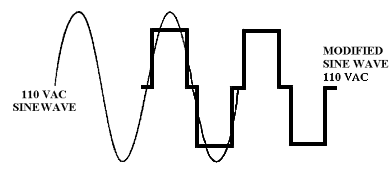 110 VAC
SINEWAVE
MODIFIED
SINE WAVE
110 VAC